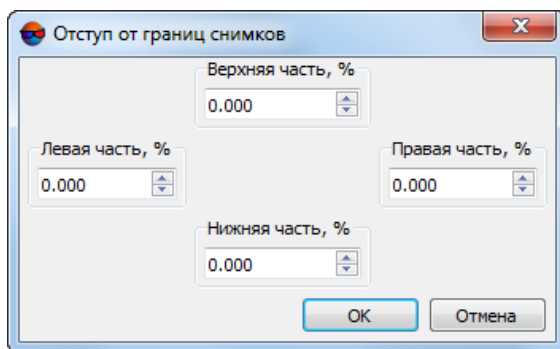 Отступ от границ снимков
Верхняя часть, %
0.000
Левая часть, %
0.000
Правая часть, %
0.000
Нижняя часть, %
0.000
OK
Отмена